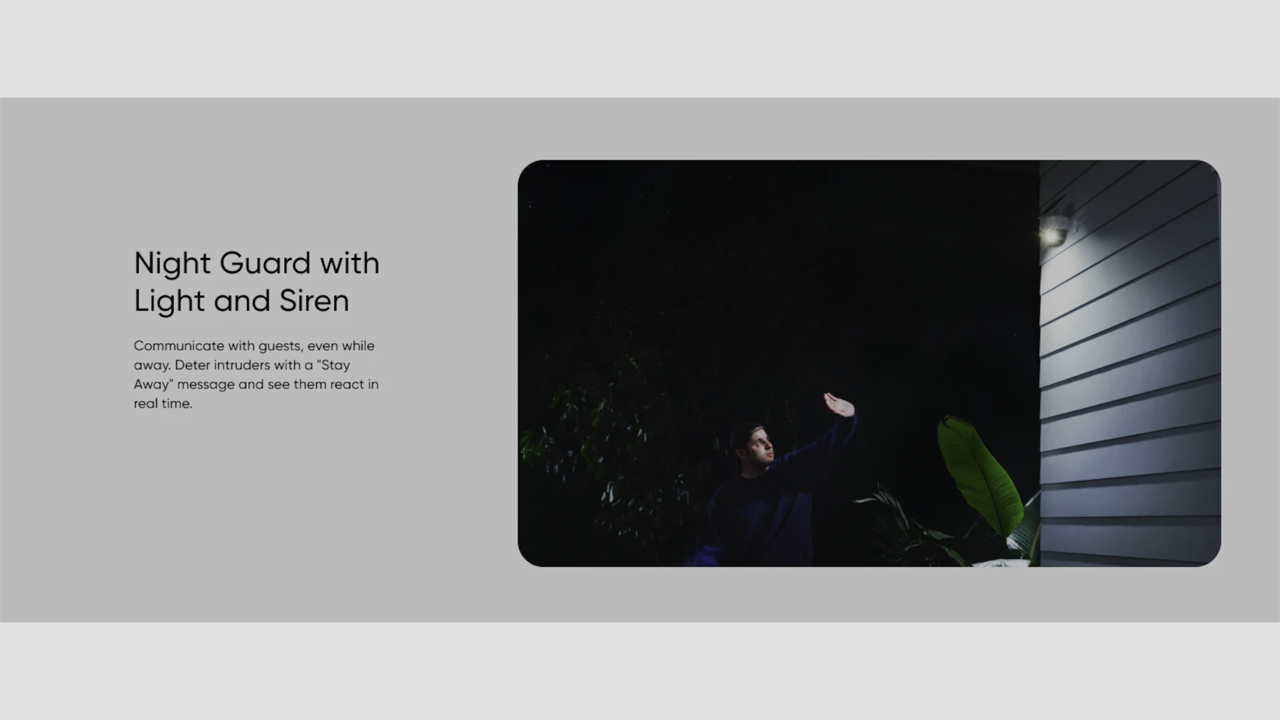 Night Guard with
Light and Siren
Communicate with guests, even while
away. Deter intruders with a "Stay
Away" message and see them react in
real time.